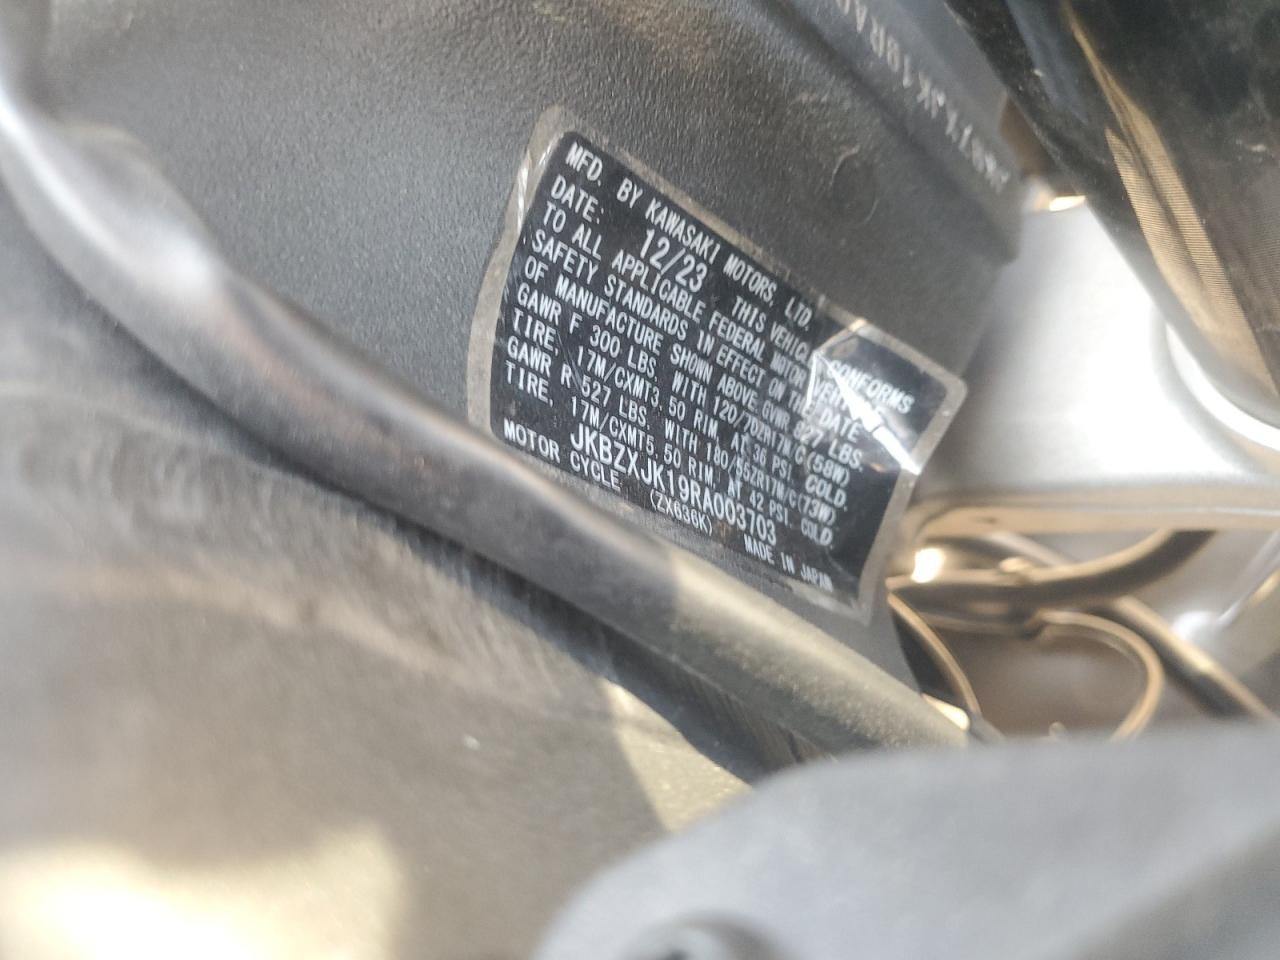 MFD. BY KAWASAKI MOTORS, LTD.
DATE: 12/23 THIS VEHICLE CONFORMS
TO ALL APPLICABLE FEDERAL MOTOR
SAFETY STANDARDS IN EFFECT ON THE DATE
OF MANUFACTURE SHOWN ABOVE. GVWR 827 LBS.
GAWR F 300 LBS. WITH 120/70ZR17M/C(58W)
TIRE, 17M/CXMT3.50 RIM, AT 36 PSI. COLD.
GAWR R 527 LBS. WITH 180/55ZR17M/C(73W)
TIRE, 17M/CXMT5.50 RIM, AT 42 PSI. COLD.
JKBZXJK19RA003703
MOTOR CYCLE (ZX636K) MADE IN JAPAN